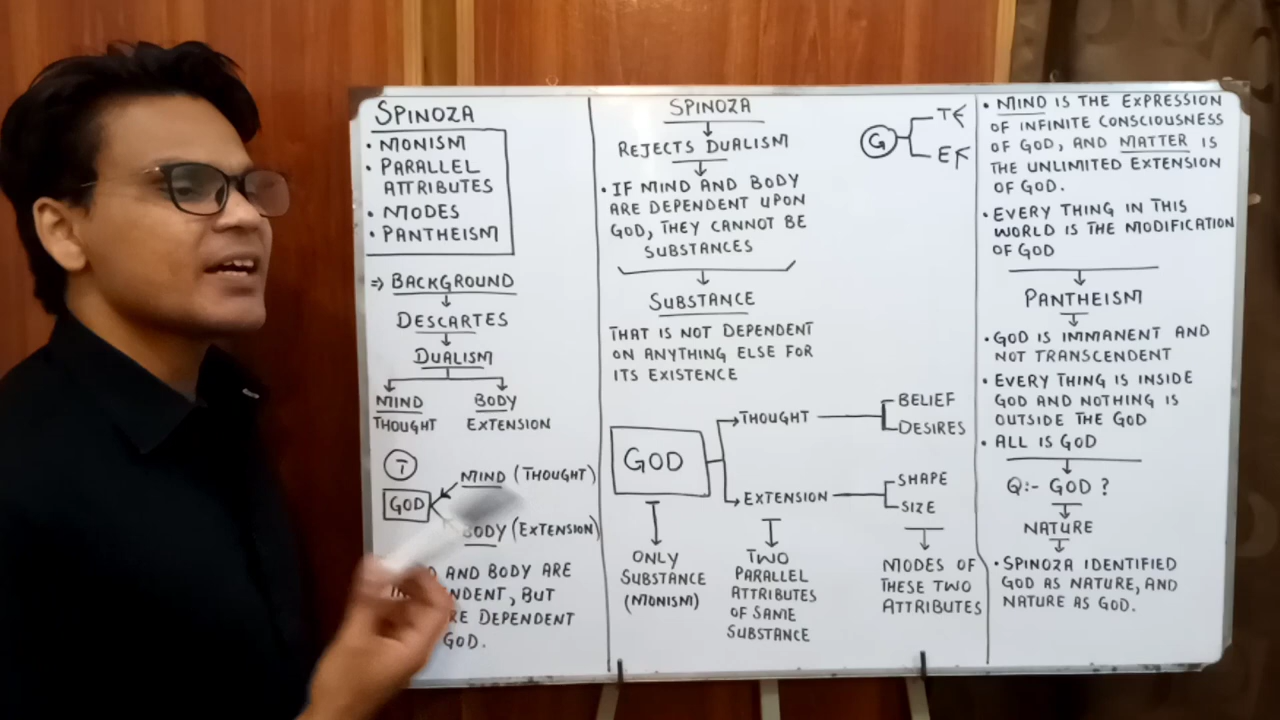 SPINOZA
• MONISM
• PARALLEL
ATTRIBUTES
• MODES
• PANTHEISM
⇒ BACKGROUND
DESCARTES
DUALISM
MIND BODY
THOUGHT EXTENSION
T
GOD
MIND (THOUGHT)
BODY (EXTENSION)
AND BODY ARE
BUT
DEPENDENT
GOD.
SPINOZA
REJECTS DUALISM
• IF MIND AND BODY
ARE DEPENDENT UPON
GOD, THEY CANNOT BE
SUBSTANCES
SUBSTANCE
THAT IS NOT DEPENDENT
ON ANYTHING ELSE FOR
ITS EXISTENCE
G
TE
EF
GOD
THOUGHT
BELIEF
DESIRES
EXTENSION
SHAPE
SIZE
ONLY
SUBSTANCE
(MONISM)
TWO
PARALLEL
ATTRIBUTES
OF SAME
SUBSTANCE
MODES OF
THESE TWO
ATTRIBUTES
• MIND IS THE EXPRESSION
OF INFINITE CONSCIOUSNESS
OF GOD, AND MATTER IS
THE UNLIMITED EXTENSION
OF GOD.
• EVERY THING IN THIS
WORLD IS THE MODIFICATION
OF GOD
PANTHEISM
• GOD IS IMMANENT AND
NOT TRANSCENDENT
• EVERY THING IS INSIDE
GOD AND NOTHING IS
OUTSIDE THE GOD
• ALL IS GOD
Q:- GOD ?
NATURE
• SPINOZA IDENTIFIED
GOD AS NATURE, AND
NATURE AS GOD.